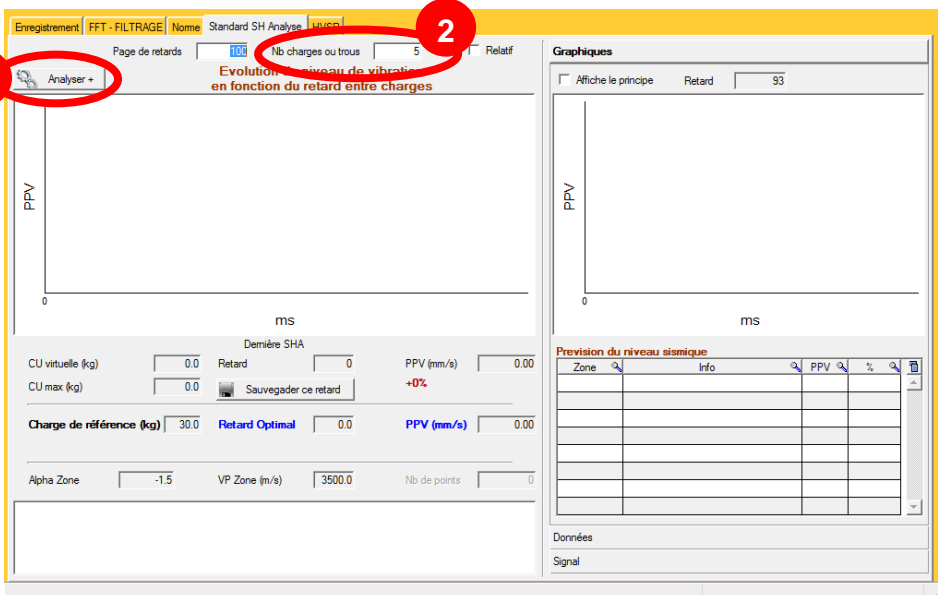 Enregistrement FFT - FILTRAGE Norme Standard SH Analyse HVSR
2
Page de retards 100 Nb charges ou trous 5 Relatif
Analyser +
Evolution du niveau de vibration
en fonction du retard entre charges
PPV
0
ms
Dernière SHA
CU virtuelle (kg) 0.0 Retard 0 PPV (mm/s) 0.00
CU max (kg) 0.0 Sauvegader ce retard +0%
Charge de référence (kg) 30.0 Retard Optimal 0.0 PPV (mm/s) 0.00
Alpha Zone -1.5 VP Zone (m/s) 3500.0 Nb de points 0
Graphiques
Affiche le principe Retard 93
PPV
0
ms
Prevision du niveau sismique
Zone Info PPV %
Données
Signal